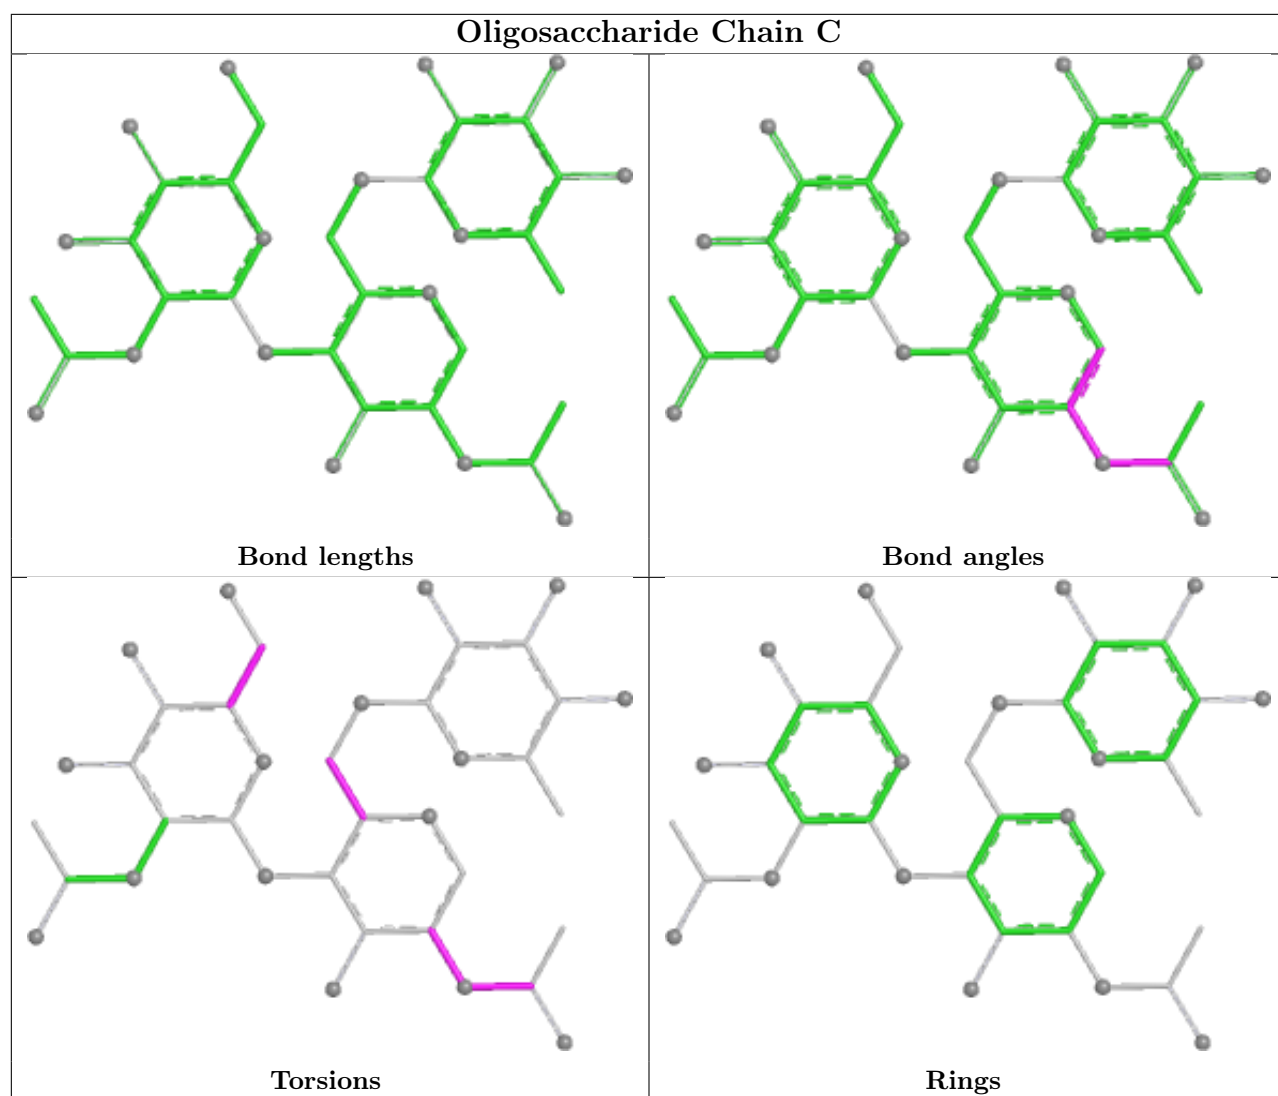 Oligosaccharide Chain C
Bond lengths
Bond angles
Torsions
Rings